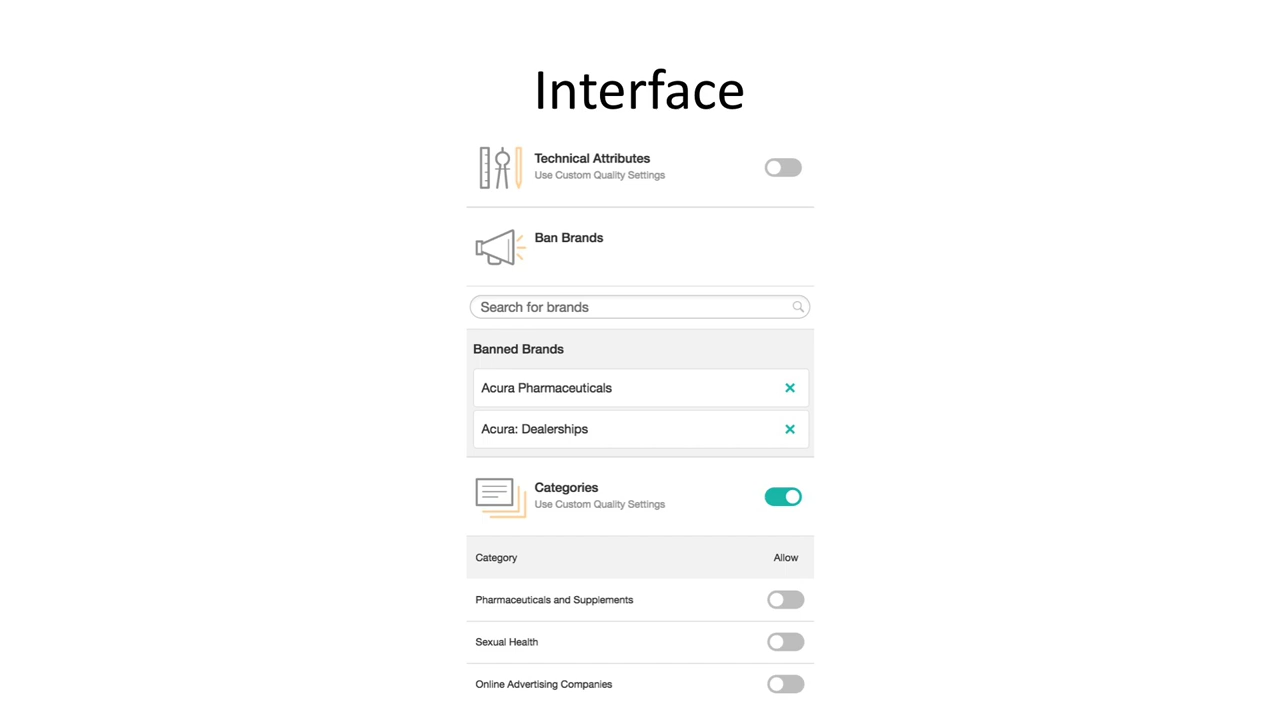 Interface
Technical Attributes
Use Custom Quality Settings
Ban Brands
Search for brands
Banned Brands
Acura Pharmaceuticals
Acura: Dealerships
Categories
Use Custom Quality Settings
Category Allow
Pharmaceuticals and Supplements
Sexual Health
Online Advertising Companies